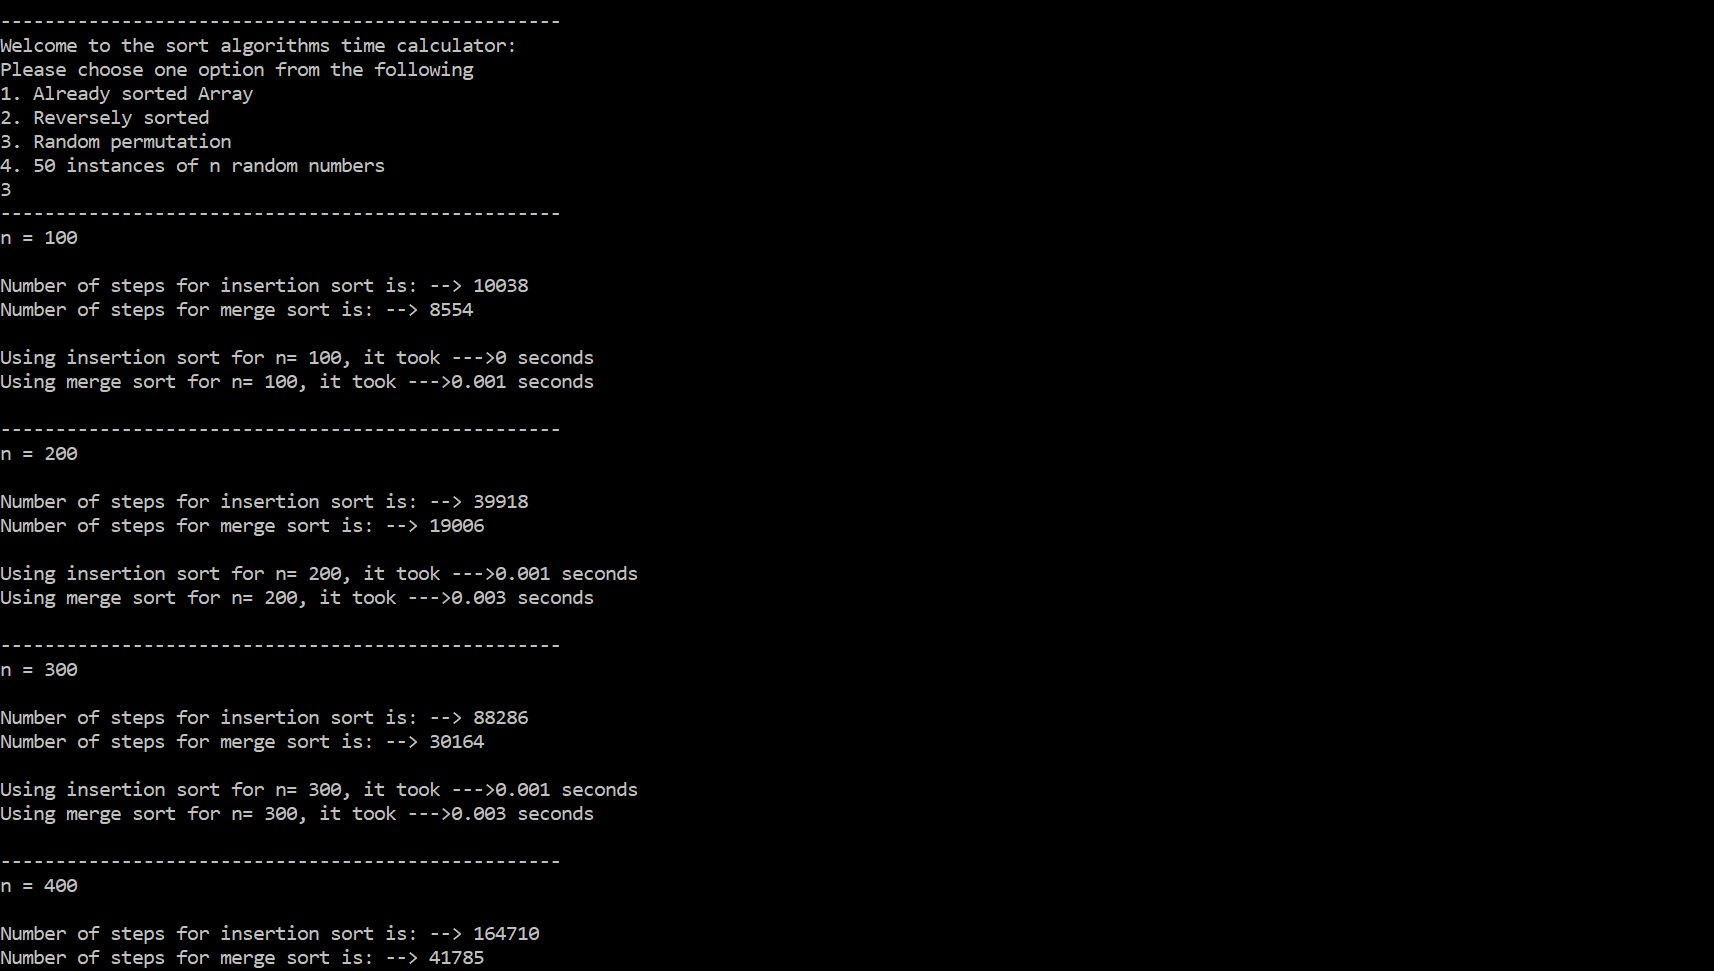 ---------------------------------------------------
Welcome to the sort algorithms time calculator:
Please choose one option from the following
1. Already sorted Array
2. Reversely sorted
3. Random permutation
4. 50 instances of n random numbers
3
---------------------------------------------------
n = 100
Number of steps for insertion sort is: --> 10038
Number of steps for merge sort is: --> 8554
Using insertion sort for n= 100, it took --->0 seconds
Using merge sort for n= 100, it took --->0.001 seconds
---------------------------------------------------
n = 200
Number of steps for insertion sort is: --> 39918
Number of steps for merge sort is: --> 19006
Using insertion sort for n= 200, it took --->0.001 seconds
Using merge sort for n= 200, it took --->0.003 seconds
---------------------------------------------------
n = 300
Number of steps for insertion sort is: --> 88286
Number of steps for merge sort is: --> 30164
Using insertion sort for n= 300, it took --->0.001 seconds
Using merge sort for n= 300, it took --->0.003 seconds
---------------------------------------------------
n = 400
Number of steps for insertion sort is: --> 164710
Number of steps for merge sort is: --> 41785